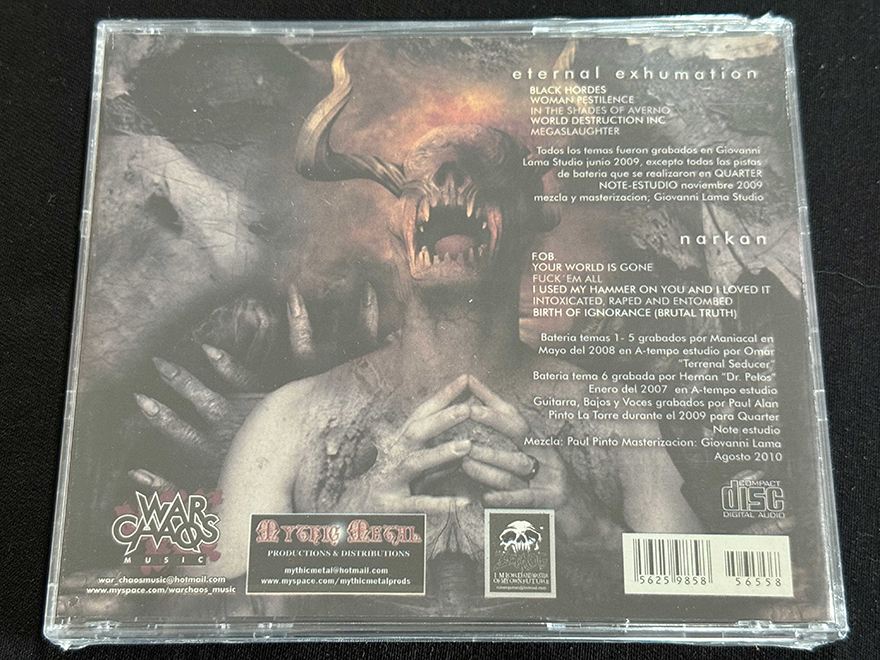 eternal exhumation
BLACK HORDES
WOMAN PESTILENCE
IN THE SHADES OF AVERNO
WORLD DESTRUCTION INC
MEGASLAUGHTER
Todos los temas fueron grabados en Giovanni
Lama Studio junio 2009, excepto todas las pistas
de bateria que se realizaron en QUARTER
NOTE-ESTUDIO noviembre 2009
mezcla y masterizacion; Giovanni Lama Studio
narkan
F.OB.
YOUR WORLD IS GONE
FUCK ´EM ALL
I USED MY HAMMER ON YOU AND I LOVED IT
INTOXICATED, RAPED AND ENTOMBED
BIRTH OF IGNORANCE (BRUTAL TRUTH)
Bateria temas 1- 5 grabados por Maniacal en
Mayo del 2008 en A-tempo estudio por Omar
"Terrenal Seducer"
Bateria tema 6 grabada por Hernan "Dr. Pelos"
Enero del 2007 en A-tempo estudio
Guitarra, Bajos y Voces grabados por Paul Alan
Pinto La Torre durante el 2009 para Quarter
Note estudio
Mezcla: Paul Pinto Masterizacion: Giovanni Lama
Agosto 2010
COMPACT
disc
DIGITAL AUDIO
WAR
CHAOS
MUSIC
war_chaosmusic@hotmail.com
www.myspace.com/warchaos_music
MYTHIC METAL
PRODUCTIONS & DISTRIBUTIONS
mythicmetal@hotmail.com
www.myspace.com/mythicmetalprods
I M LORD AND MASTER
OF MY OWN FUTURE
56259858 56558